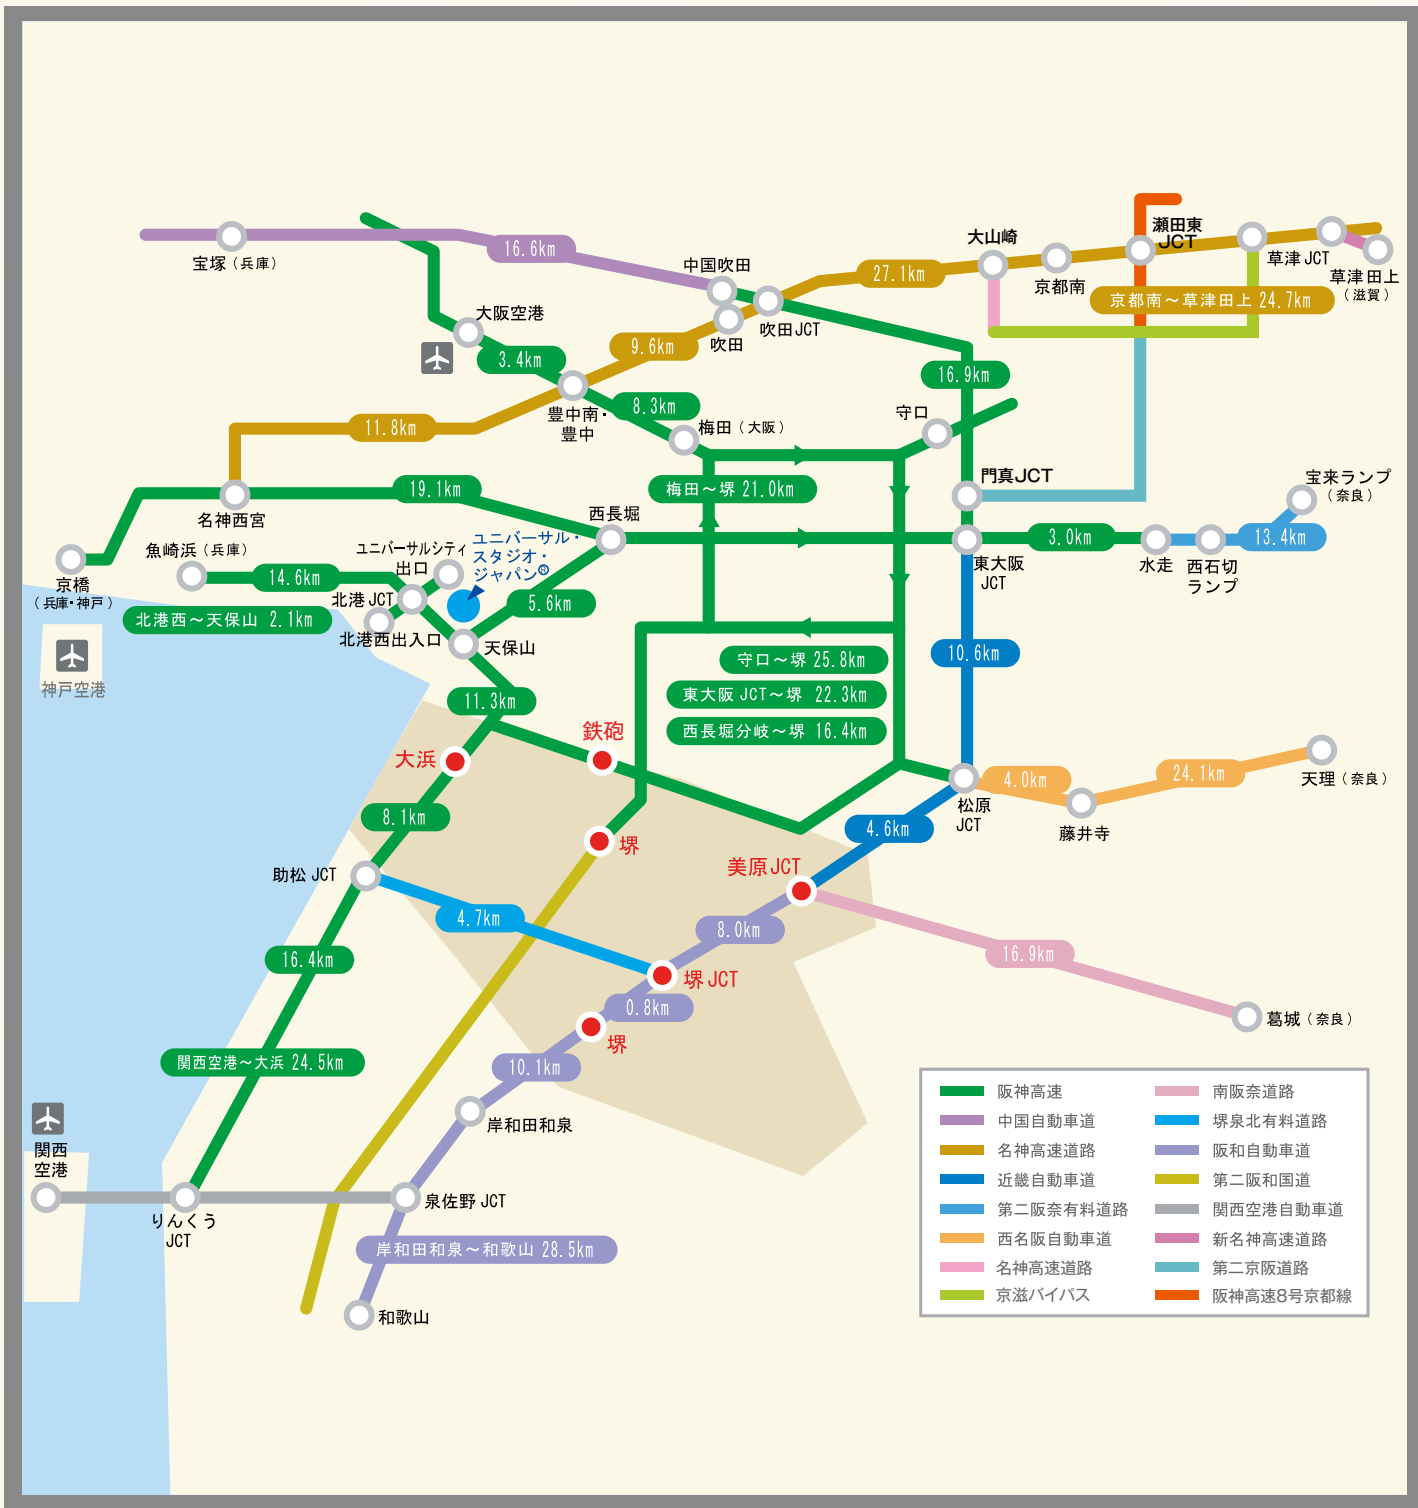 宝塚（兵庫）
16.6km
中国吹田
大山崎
瀬田東
JCT
草津JCT
草津田上
（滋賀）
27.1km
京都南
京都南～草津田上 24.7km
大阪空港
吹田JCT
吹田
9.6km
3.4km
16.9km
8.3km
守口
11.8km
豊中南・
豊中
梅田（大阪）
門真JCT
宝来ランプ
（奈良）
19.1km
梅田～堺 21.0km
名神西宮
西長堀
ユニバーサル・
スタジオ・
ジャパン®
魚崎浜（兵庫）
ユニバーサルシティ
出口
3.0km
13.4km
東大阪
JCT
水走
西石切
ランプ
京橋
（兵庫・神戸）
14.6km
北港JCT
5.6km
北港西～天保山 2.1km
北港西出入口
天保山
守口～堺 25.8km
10.6km
神戸空港
東大阪JCT～堺 22.3km
11.3km
西長堀分岐～堺 16.4km
大浜
鉄砲
4.0km
24.1km
天理（奈良）
8.1km
堺
4.6km
松原
JCT
藤井寺
助松JCT
美原JCT
4.7km
8.0km
16.4km
16.9km
堺JCT
0.8km
堺
葛城（奈良）
関西空港～大浜 24.5km
10.1km
岸和田和泉
関西
空港
泉佐野JCT
りんくう
JCT
岸和田和泉～和歌山 28.5km
和歌山
阪神高速
南阪奈道路
中国自動車道
堺泉北有料道路
名神高速道路
阪和自動車道
近畿自動車道
第二阪和国道
第二阪奈有料道路
関西空港自動車道
西名阪自動車道
新名神高速道路
名神高速道路
第二京阪道路
京滋バイパス
阪神高速8号京都線